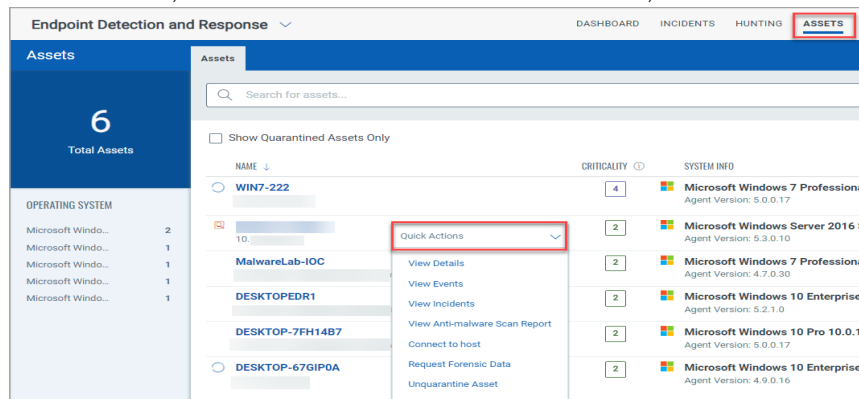 Endpoint Detection and Response
DASHBOARD INCIDENTS HUNTING ASSETS
Assets
Assets
Search for assets...
6
Total Assets
Show Quarantined Assets Only
NAME ↓ CRITICALITY SYSTEM INFO
WIN7-222 4 Microsoft Windows 7 Professiona
Agent Version: 5.0.0.17
OPERATING SYSTEM
Microsoft Windo... 2
Microsoft Windo... 1
Microsoft Windo... 1
Microsoft Windo... 1
Microsoft Windo... 1
10.
Quick Actions
2 Microsoft Windows Server 2016
Agent Version: 5.3.0.10
MalwareLab-IOC 2 Microsoft Windows 7 Professiona
Agent Version: 4.7.0.30
DESKTOPEDR1 2 Microsoft Windows 10 Enterprise
Agent Version: 5.2.1.0
DESKTOP-7FH14B7 2 Microsoft Windows 10 Pro 10.0.1
Agent Version: 5.0.0.17
DESKTOP-67GIP0A 2 Microsoft Windows 10 Enterprise
Agent Version: 4.9.0.16
View Details
View Events
View Incidents
View Anti-malware Scan Report
Connect to host
Request Forensic Data
Unquarantine Asset